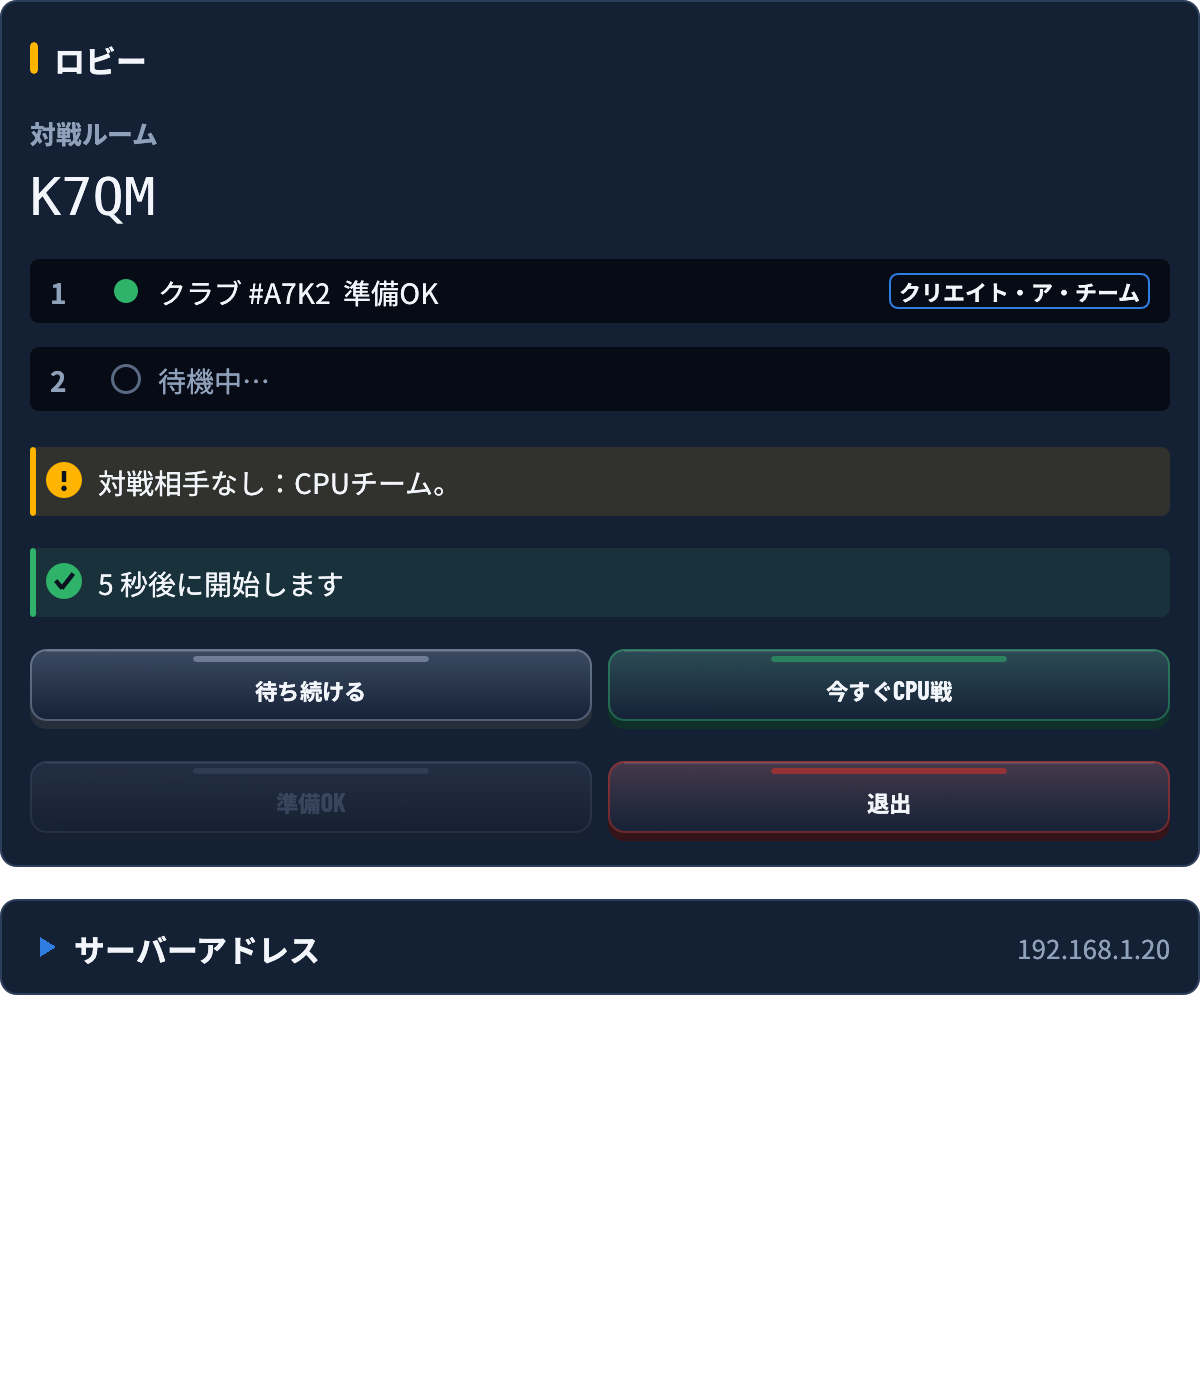 ロビー
対戦ルーム
K7QM
1 クラブ #A7K2 準備OK クリエイト・ア・チーム
2 待機中…
対戦相手なし：CPUチーム。
5 秒後に開始します
待ち続ける 今すぐCPU戦
準備OK 退出
サーバーアドレス 192.168.1.20